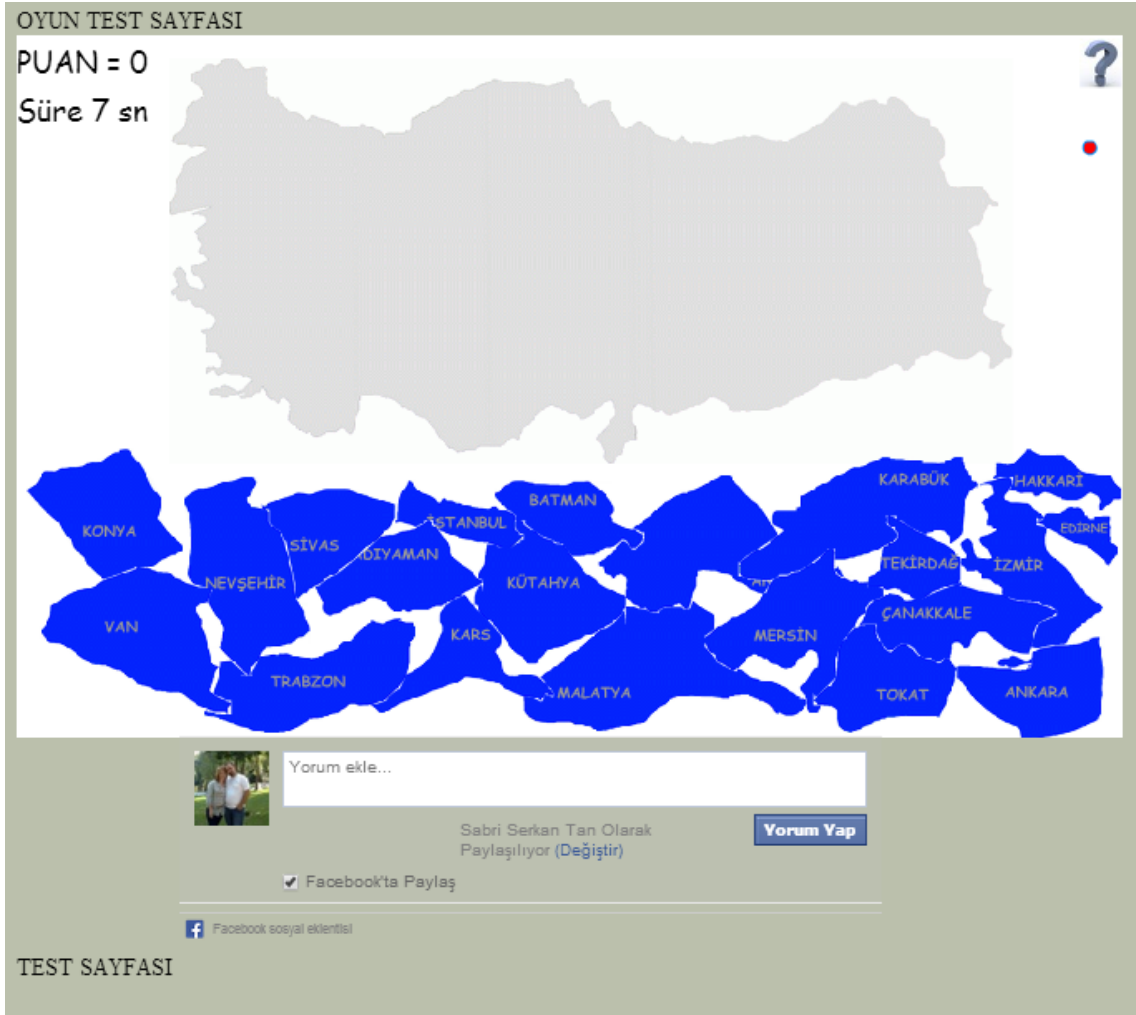 OYUN TEST SAYFASI
PUAN = 0
Süre 7 sn
?
KARABÜK
HAKKARİ
BATMAN
KONYA
İSTANBUL
EDİRNE
SİVAS
DIYAMAN
NEVŞEHİR
KÜTAHYA
TEKİRDAĞ
İZMİR
VAN
KARS
MERSİN
ÇANAKKALE
TRABZON
MALATYA
TOKAT
ANKARA
Yorum ekle...
Sabri Serkan Tan Olarak
Paylaşılıyor (Değiştir)
Yorum Yap
Facebook'ta Paylaş
Facebook sosyal eklentisi
TEST SAYFASI